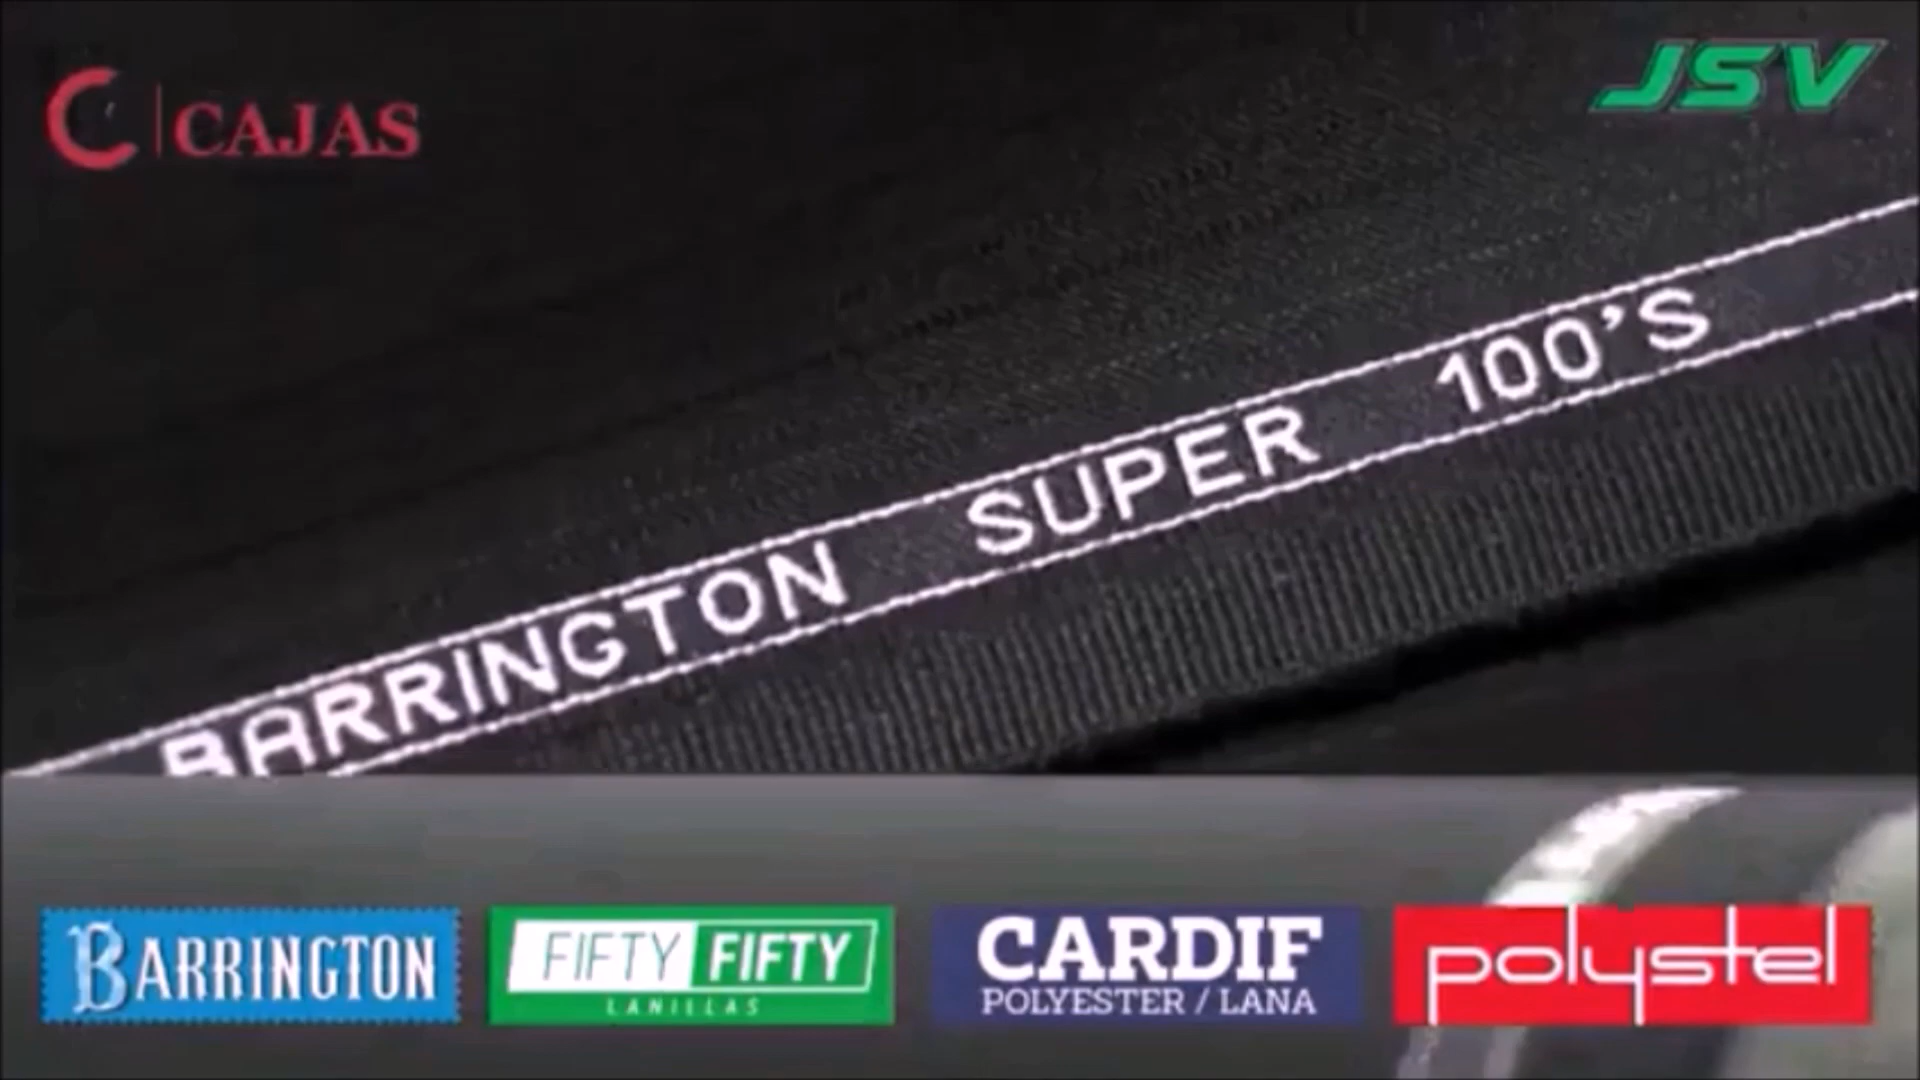 CAJAS
JSV
BARRINGTON SUPER 100'S
BARRINGTON
FIFTY FIFTY
LANILLAS
CARDIF
POLYESTER / LANA
polystel